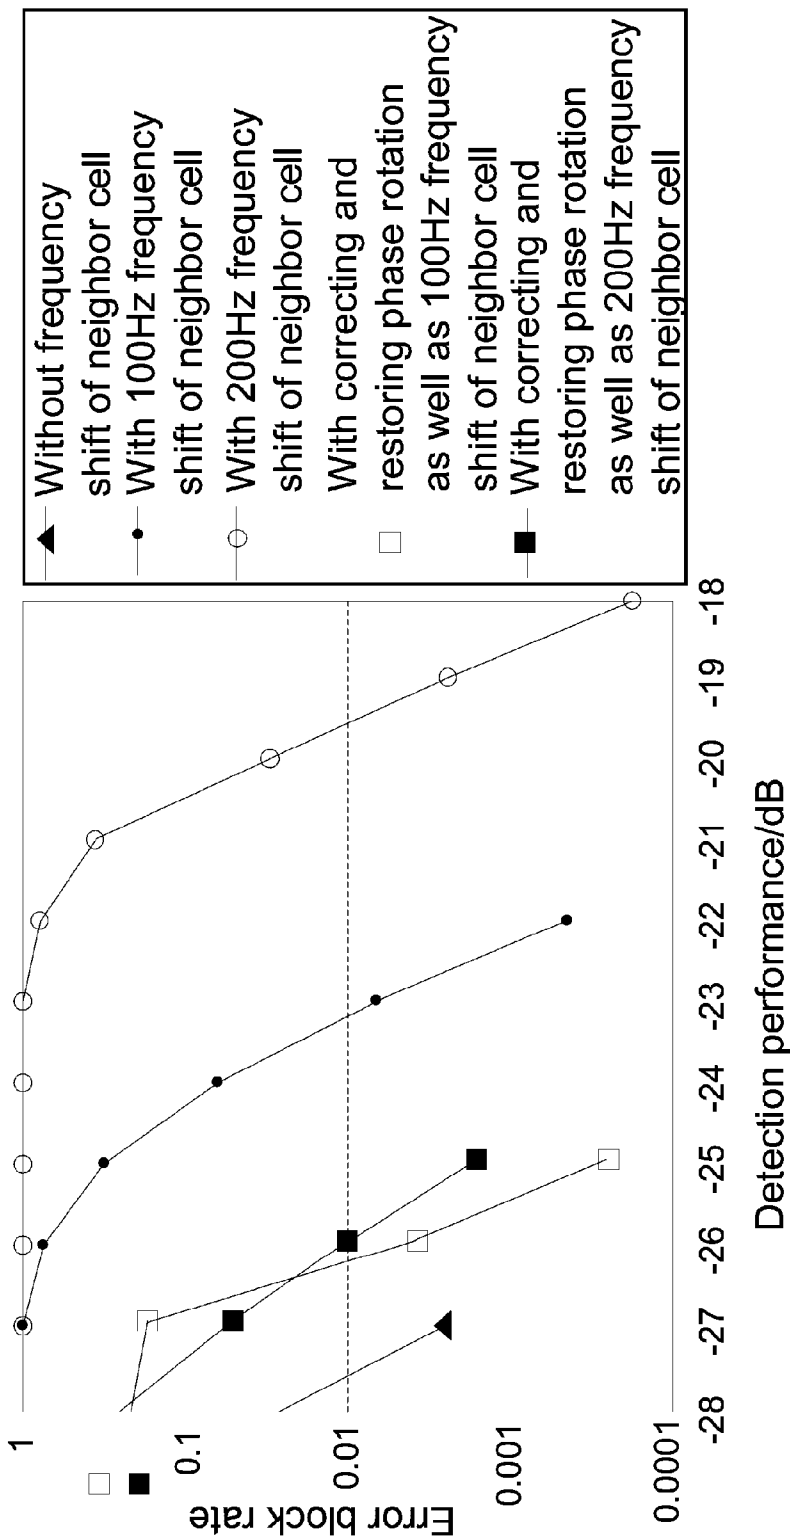 Without frequency
shift of neighbor cell
With 100Hz frequency
shift of neighbor cell
With 200Hz frequency
shift of neighbor cell
With correcting and
restoring phase rotation
as well as 100Hz frequency
shift of neighbor cell
With correcting and
restoring phase rotation
as well as 200Hz frequency
shift of neighbor cell
Error block rate
1
0.1
0.01
0.001
0.0001
-28
-27
-26
-25
-24
-23
-22
-21
-20
-19
-18
Detection performance/dB